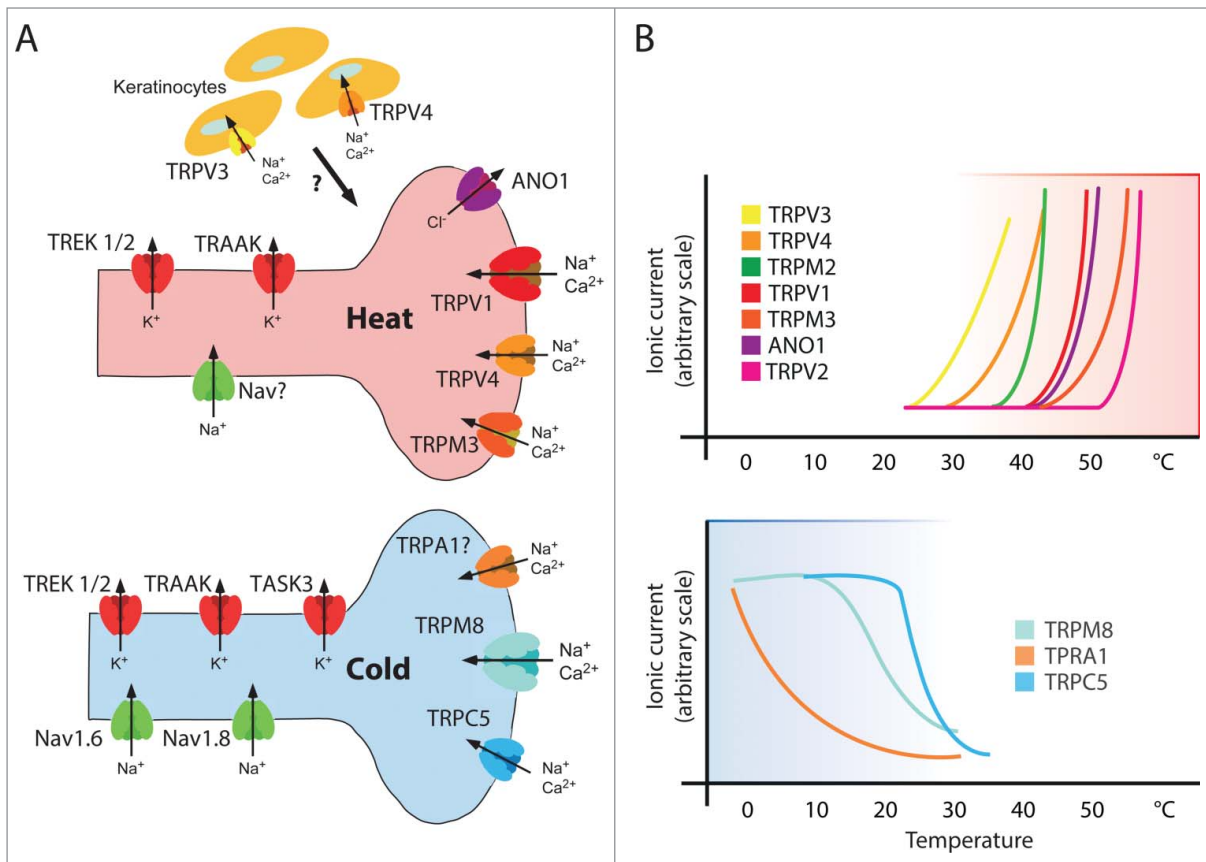 A
Keratinocytes
TRPV4
Na⁺
Ca²⁺
TRPV3
Na⁺
Ca²⁺
?
ANO1
Cl⁻
TREK 1/2
TRAAK
K⁺
K⁺
Na⁺
Ca²⁺
TRPV1
Heat
Na⁺
Ca²⁺
TRPV4
Nav?
Na⁺
TRPM3
Na⁺
Ca²⁺
TRPA1?
Na⁺
Ca²⁺
TREK 1/2
TRAAK
TASK3
K⁺
K⁺
K⁺
TRPM8
Na⁺
Ca²⁺
Cold
TRPC5
Na⁺
Ca²⁺
Nav1.6
Nav1.8
Na⁺
Na⁺
B
Ionic current
(arbitrary scale)
TRPV3
TRPV4
TRPM2
TRPV1
TRPM3
ANO1
TRPV2
0 10 20 30 40 50 °C
Ionic current
(arbitrary scale)
TRPM8
TPRA1
TRPC5
0 10 20 30 50 °C
Temperature